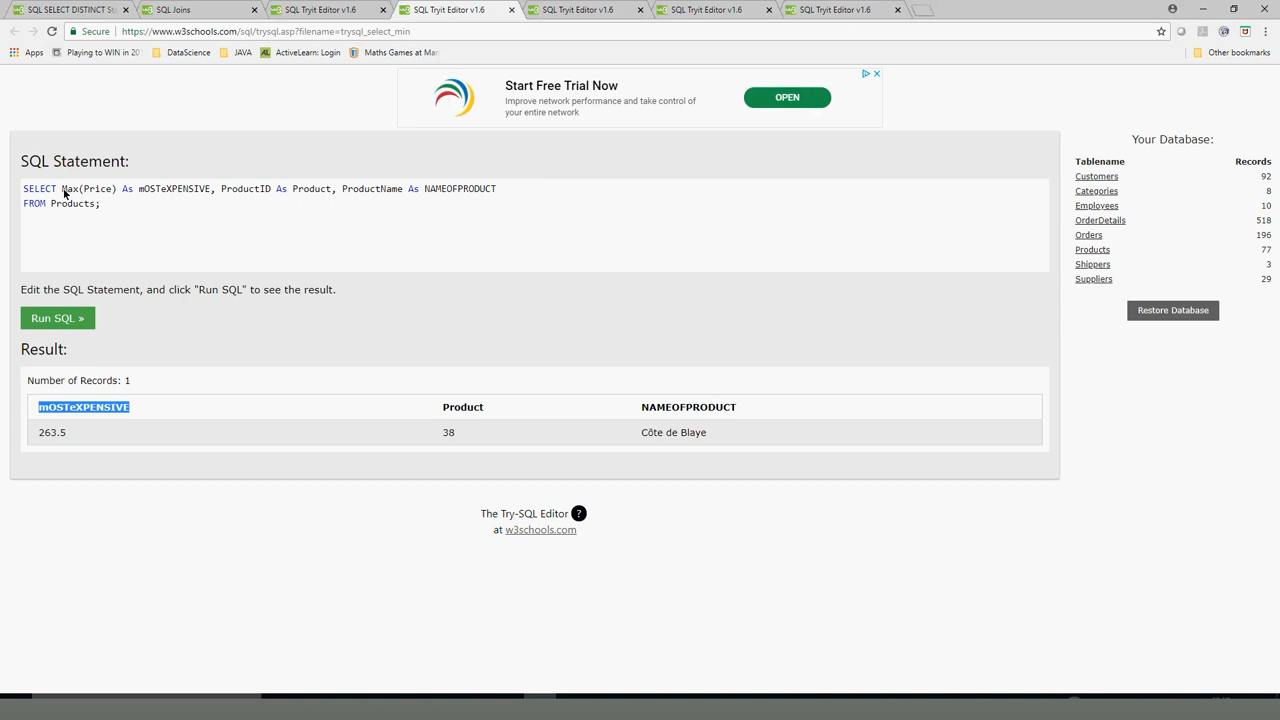 SQL SELECT DISTINCT Sta
SQL Joins
SQL Tryit Editor v1.6
SQL Tryit Editor v1.6
SQL Tryit Editor v1.6
SQL Tryit Editor v1.6
SQL Tryit Editor v1.6
Secure
https://www.w3schools.com/sql/trysql.asp?filename=trysql_select_min
Apps
Playing to WIN in 20
DataScience
JAVA
ActiveLearn: Login
Maths Games at Man
Other bookmarks
Start Free Trial Now
Improve network performance and take control of
your entire network
OPEN
SQL Statement:
SELECT Max(Price) As mOSTeXPENSIVE, ProductID As Product, ProductName As NAMEOFPRODUCT
FROM Products;
Edit the SQL Statement, and click "Run SQL" to see the result.
Run SQL »
Result:
Number of Records: 1
mOSTeXPENSIVE Product NAMEOFPRODUCT
263.5 38 Côte de Blaye
The Try-SQL Editor ?
at w3schools.com
Your Database:
Tablename Records
Customers 92
Categories 8
Employees 10
OrderDetails 518
Orders 196
Products 77
Shippers 3
Suppliers 29
Restore Database